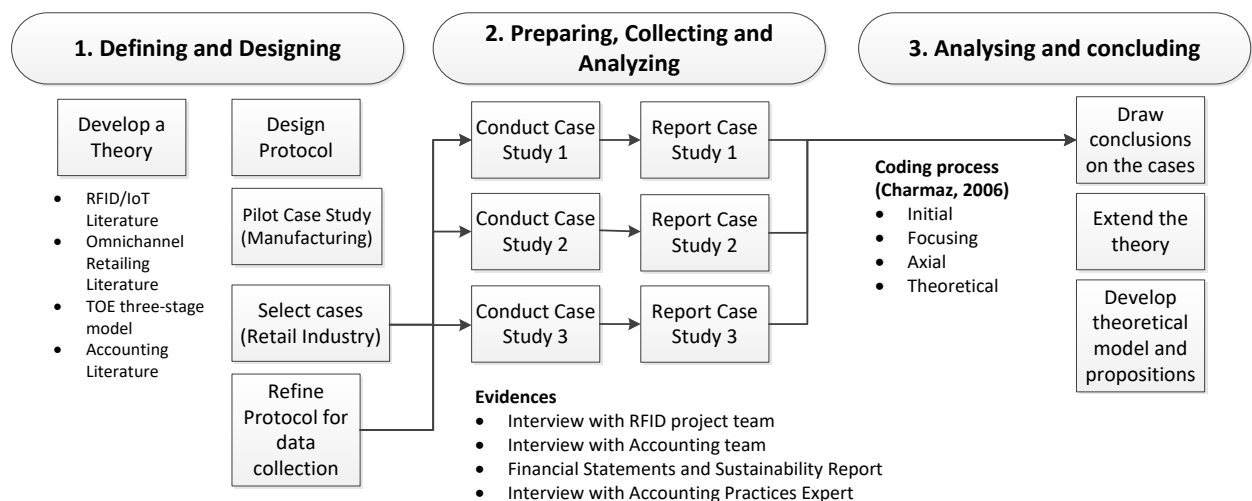 1. Defining and Designing
2. Preparing, Collecting and
Analyzing
3. Analysing and concluding
Develop a
Theory
• RFID/IoT
Literature
• Omnichannel
Retailing
Literature
• TOE three-stage
model
• Accounting
Literature
Design
Protocol
Pilot Case Study
(Manufacturing)
Select cases
(Retail Industry)
Refine
Protocol for
data
collection
Conduct Case
Study 1
Report Case
Study 1
Conduct Case
Study 2
Report Case
Study 2
Conduct Case
Study 3
Report Case
Study 3
Evidences
• Interview with RFID project team
• Interview with Accounting team
• Financial Statements and Sustainability Report
• Interview with Accounting Practices Expert
Coding process
(Charmaz, 2006)
• Initial
• Focusing
• Axial
• Theoretical
Draw
conclusions
on the cases
Extend the
theory
Develop
theoretical
model and
propositions